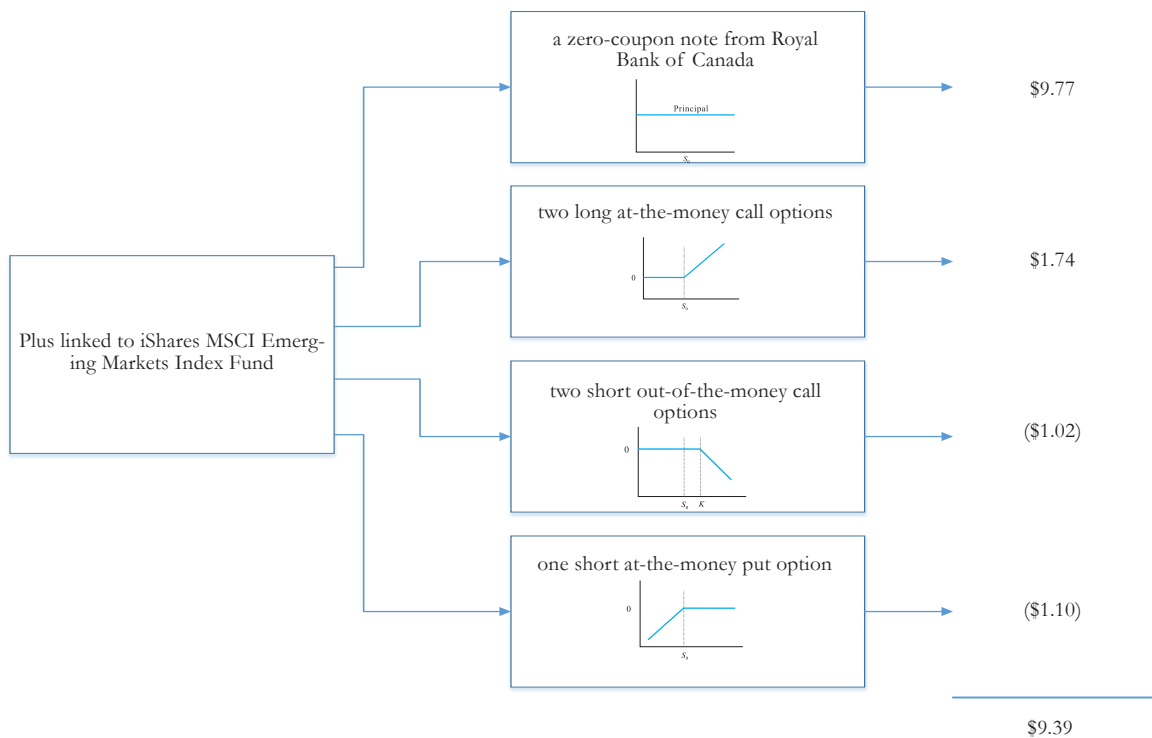 a zero-coupon note from Royal
Bank of Canada
Principal
S₀
$9.77
two long at-the-money call options
0
S₀
$1.74
Plus linked to iShares MSCI Emerg-
ing Markets Index Fund
two short out-of-the-money call
options
0
S₀ K
($1.02)
one short at-the-money put option
0
S₀
($1.10)
$9.39